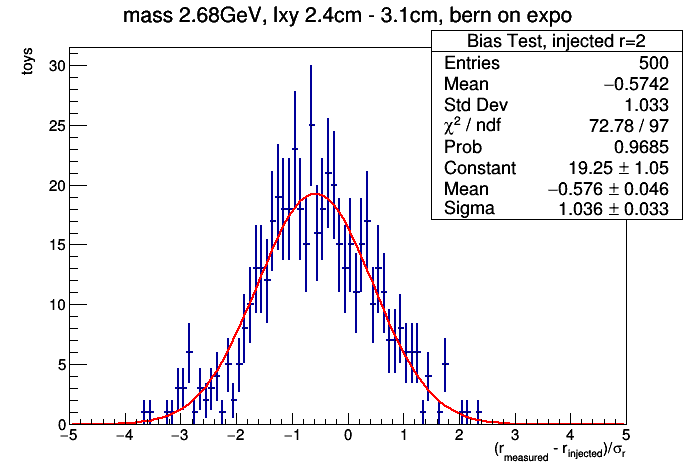 mass 2.68GeV, lxy 2.4cm - 3.1cm, bern on expo
Bias Test, injected r=2
Entries 500
Mean −0.5742
Std Dev 1.033
χ² / ndf 72.78 / 97
Prob 0.9685
Constant 19.25 ± 1.05
Mean −0.576 ± 0.046
Sigma 1.036 ± 0.033
toys
30
25
20
15
10
5
0
−5 −4 −3 −2 −1 0 1 2 3 4 5
(r_measured - r_injected)/σ_r